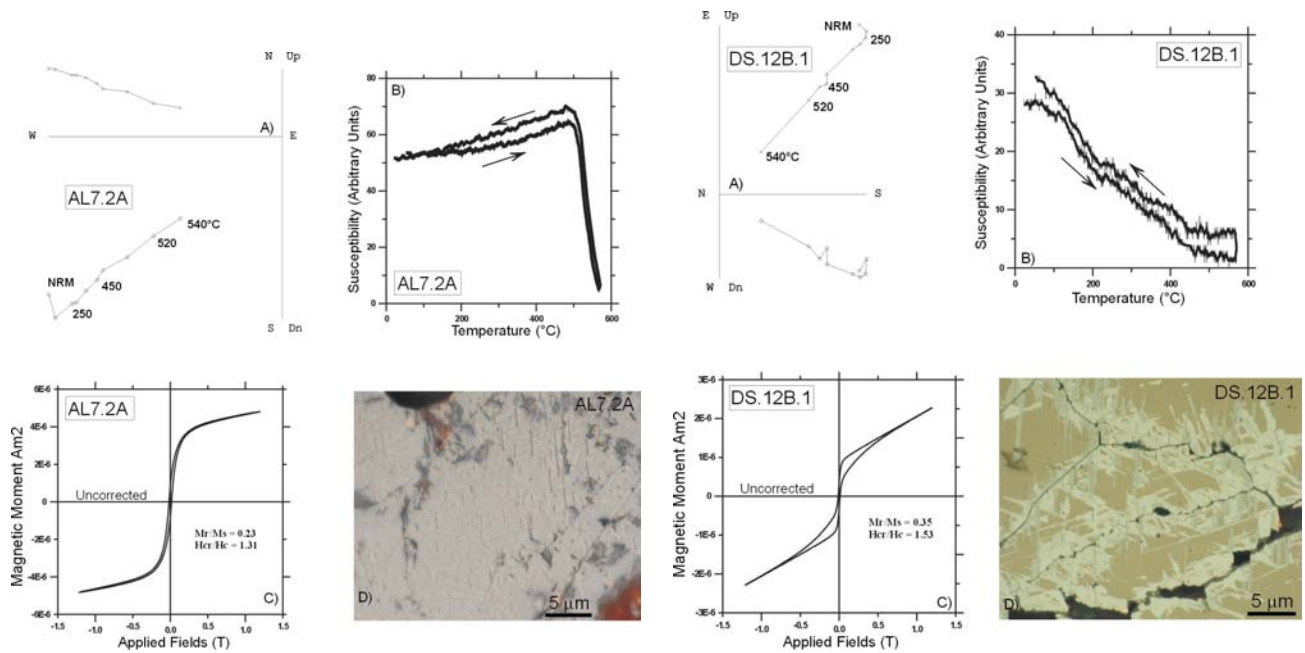 N Up
W
E
A)
AL7.2A
540°C
520
450
NRM
250
S Dn
B)
80
60
40
20
0
Susceptibility (Arbitrary Units)
AL7.2A
0 200 400 600
Temperature (°C)
E Up
NRM
250
DS.12B.1
450
520
540°C
N
A)
S
W Dn
DS.12B.1
40
30
20
10
0
Susceptibility (Arbitrary Units)
B)
0 200 400 600
Temperature (°C)
AL7.2A
6E-6
4E-6
2E-6
0
-2E-6
-4E-6
-6E-6
Magnetic Moment Am2
Uncorrected
Mr/Ms = 0.23
Hcr/Hc = 1.31
C)
-1.5 -1.0 -0.5 0.0 0.5 1.0 1.5
Applied Fields (T)
AL7.2A
D)
5 µm
DS.12B.1
3E-6
2E-6
1E-6
0
-1E-6
-2E-6
-3E-6
Magnetic Moment Am2
Uncorrected
Mr/Ms = 0.35
Hcr/Hc = 1.53
C)
-1.5 -1.0 -0.5 0.0 0.5 1.0 1.5
Applied Fields (T)
DS.12B.1
D)
5 µm